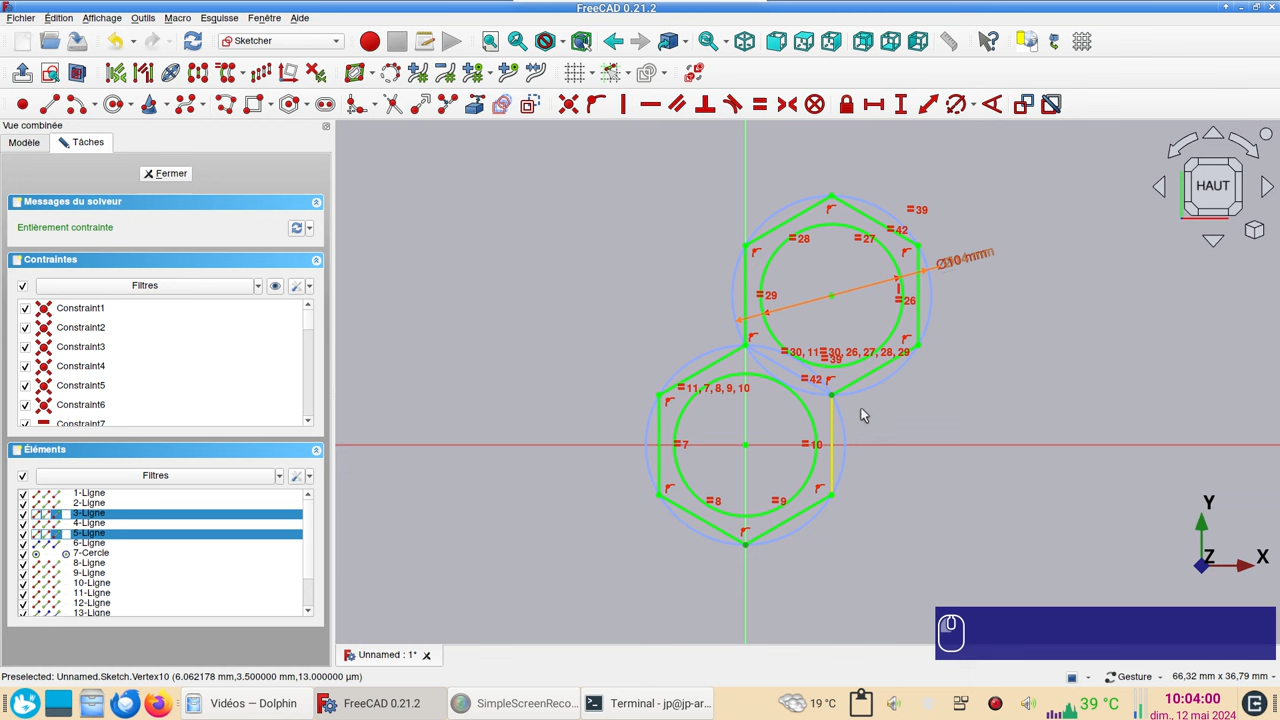 FreeCAD 0.21.2
Fichier Édition Affichage Outils Macro Esquisse Fenêtre Aide
Sketcher
Vue combinée
Modèle Tâches
Fermer
Messages du solveur
Entièrement contrainte
Contraintes
Filtres
Constraint1
Constraint2
Constraint3
Constraint4
Constraint5
Constraint6
Constraint7
Éléments
Filtres
1-Ligne
2-Ligne
3-Ligne
4-Ligne
5-Ligne
6-Ligne
7-Cercle
8-Ligne
9-Ligne
10-Ligne
11-Ligne
12-Ligne
13-Ligne
39
42
28
27
29
26
30, 11
30, 26, 27, 28, 29
39
42
11, 7, 8, 9, 10
7
10
8
9
HAUT
Y
Z
X
Unnamed : 1*
Preselected: Unnamed.Sketch.Vertex10 (6.062178 mm,3.500000 mm,13.000000 µm)
Gesture
66,32 mm x 36,79 mm
Vidéos — Dolphin
FreeCAD 0.21.2
SimpleScreenReco...
Terminal - jp@jp-ar...
19 °C
39 °C
10:04:00
dim., 12 mai 2024